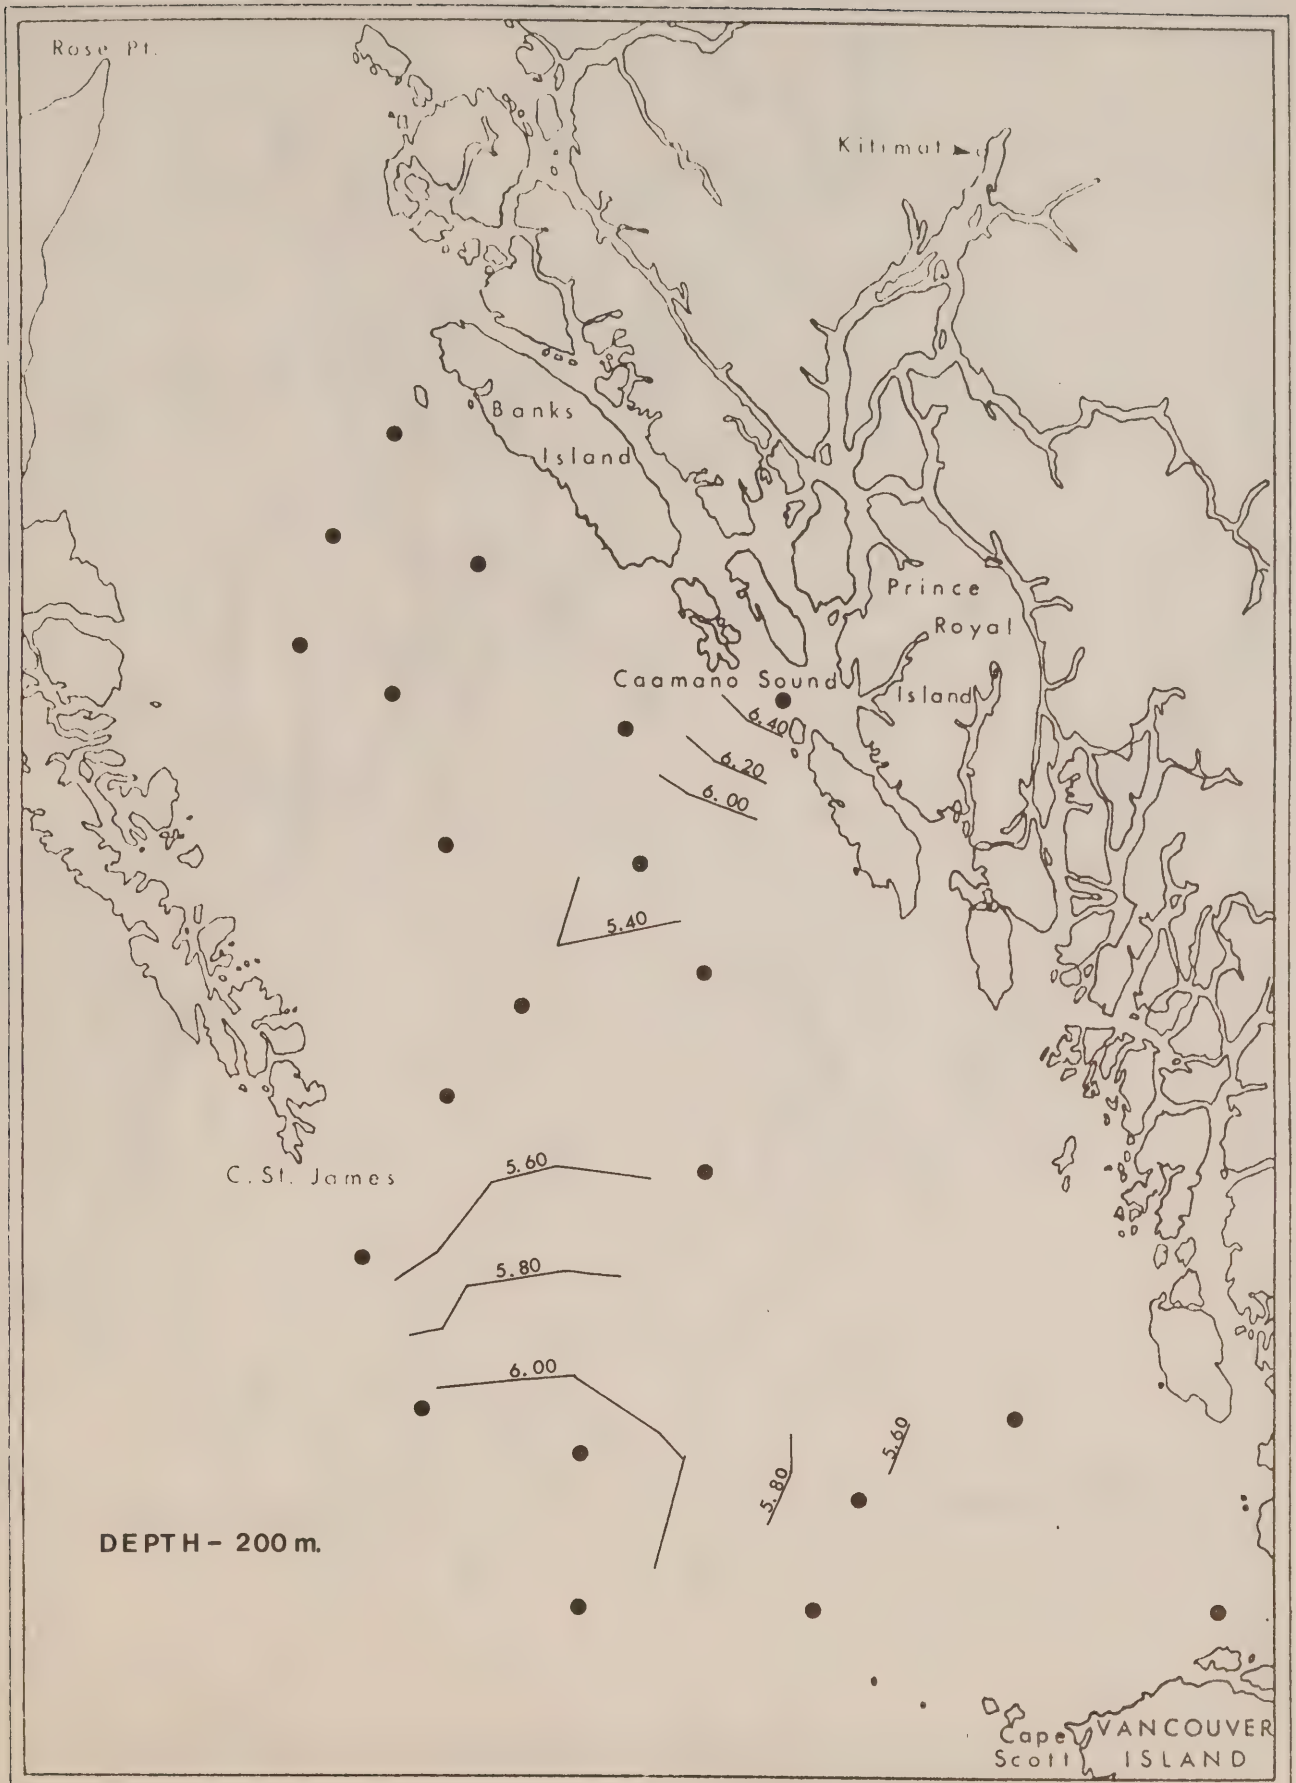 Rose Pt.
Kitimat
Banks
Island
Prince
Royal
Island
Caamano Sound
6.40
6.20
6.00
5.40
C. St. James
5.60
5.80
6.00
5.80
5.60
DEPTH - 200 m.
Cape
Scott
VANCOUVER
ISLAND